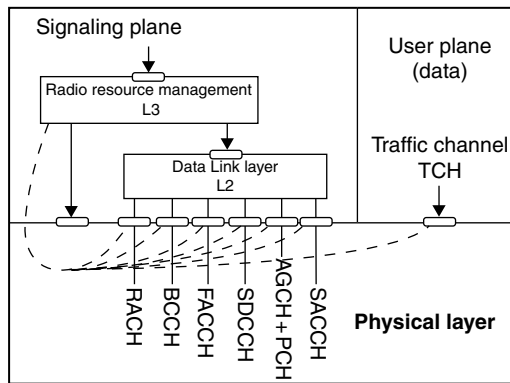 Signaling plane
User plane
(data)
Radio resource management
L3
Traffic channel
TCH
Data Link layer
L2
RACH
BCCH
FACCH
SDCCH
AGCH + PCH
SACCH
Physical layer